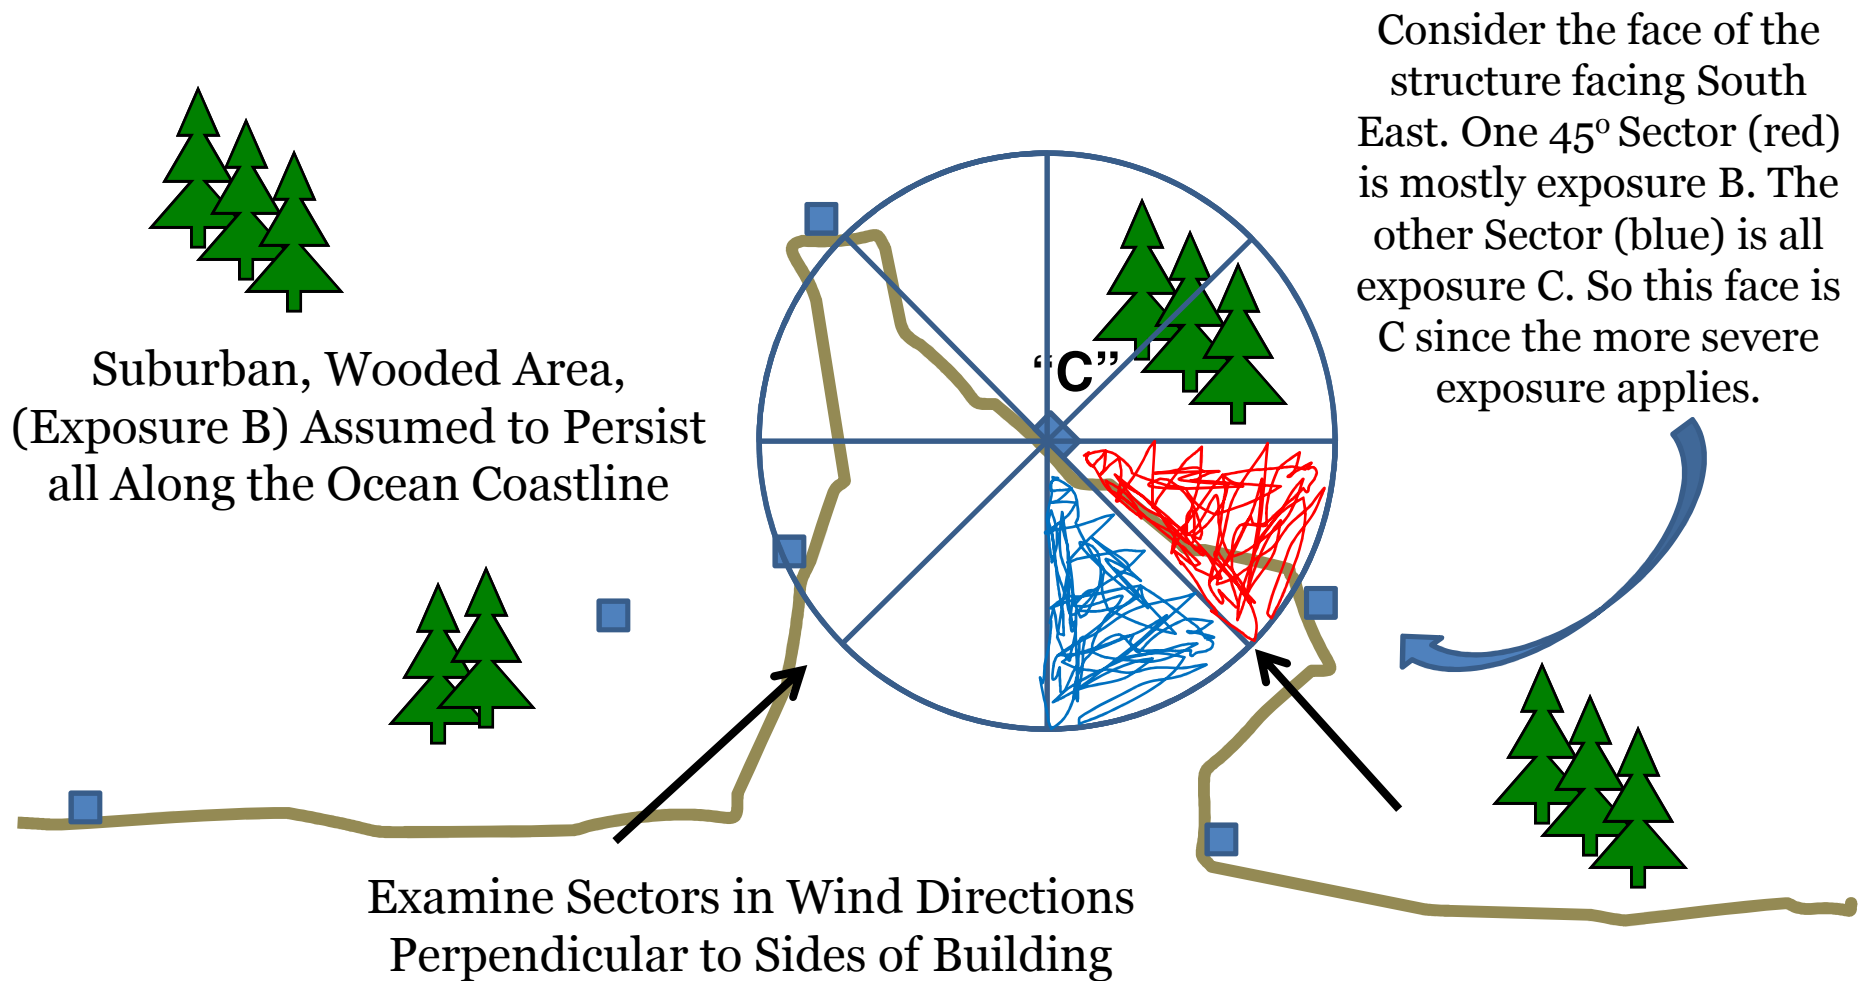 Consider the face of the
structure facing South
East. One 45º Sector (red)
is mostly exposure B. The
other Sector (blue) is all
exposure C. So this face is
C since the more severe
exposure applies.
Suburban, Wooded Area,
(Exposure B) Assumed to Persist
all Along the Ocean Coastline
“C”
Examine Sectors in Wind Directions
Perpendicular to Sides of Building